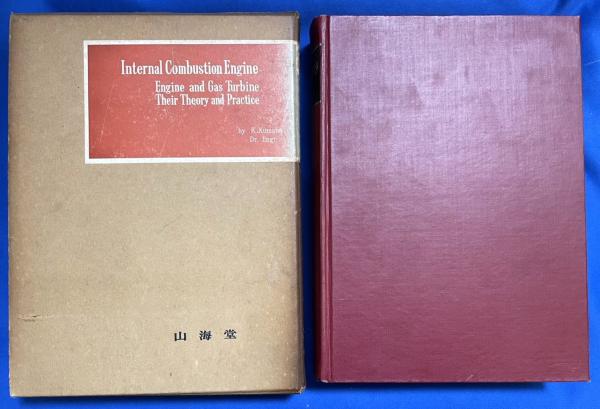 Internal Combustion Engine
Engine and Gas Turbine
Their Theory and Practice
by K.
Dr. Engr
山海堂